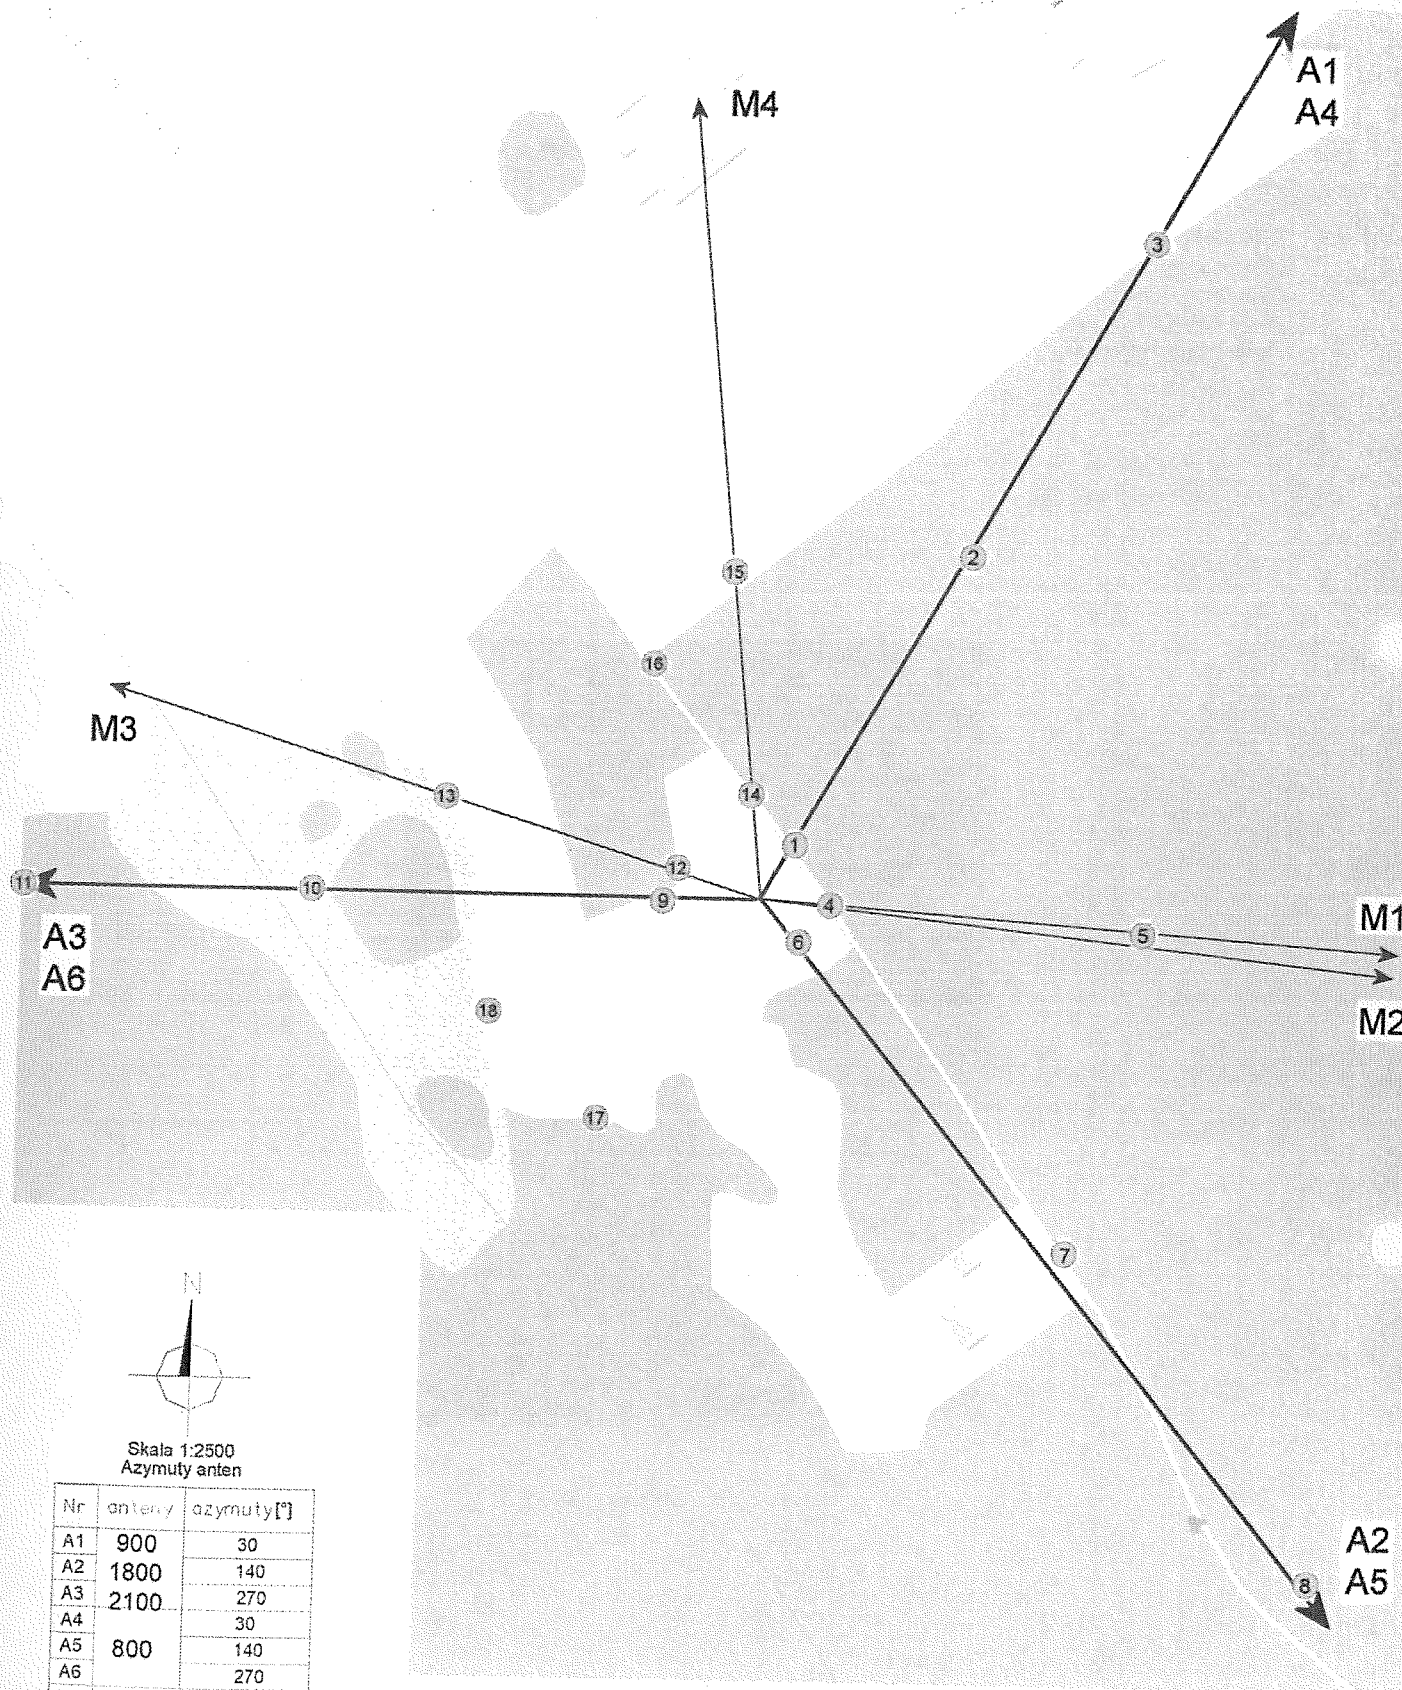 A1
A4
M4
3
2
15
16
M3
14
13
1
12
11
10
9
4
M1
5
A3
A6
6
M2
18
17
7
N
Skala 1:2500
Azymuty anten
Nr anteny azymuty[°]
A1 900 30
A2 1800 140
A3 2100 270
A4 30
A5 800 140
A6 270
A2
8
A5